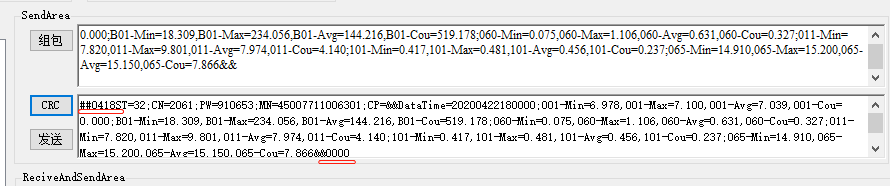 SendArea
组包
0.000;B01-Min=18.309,B01-Max=234.056,B01-Avg=144.216,B01-Cou=519.178;060-Min=0.075,060-Max=1.106,060-Avg=0.631,060-Cou=0.327;011-Min=
7.820,011-Max=9.801,011-Avg=7.974,011-Cou=4.140;101-Min=0.417,101-Max=0.481,101-Avg=0.456,101-Cou=0.237;065-Min=14.910,065-Max=15.200,065-
Avg=15.150,065-Cou=7.866&&
CRC
##0418ST=32;CN=2061;PW=910653;MN=45007711006301;CP=&&DataTime=20200422180000;001-Min=6.978,001-Max=7.100,001-Avg=7.039,001-Cou=
0.000;B01-Min=18.309,B01-Max=234.056,B01-Avg=144.216,B01-Cou=519.178;060-Min=0.075,060-Max=1.106,060-Avg=0.631,060-Cou=0.327;011-
Min=7.820,011-Max=9.801,011-Avg=7.974,011-Cou=4.140;101-Min=0.417,101-Max=0.481,101-Avg=0.456,101-Cou=0.237;065-Min=14.910,065-
Max=15.200,065-Avg=15.150,065-Cou=7.866&&0000
发送
ReciveAndSendArea